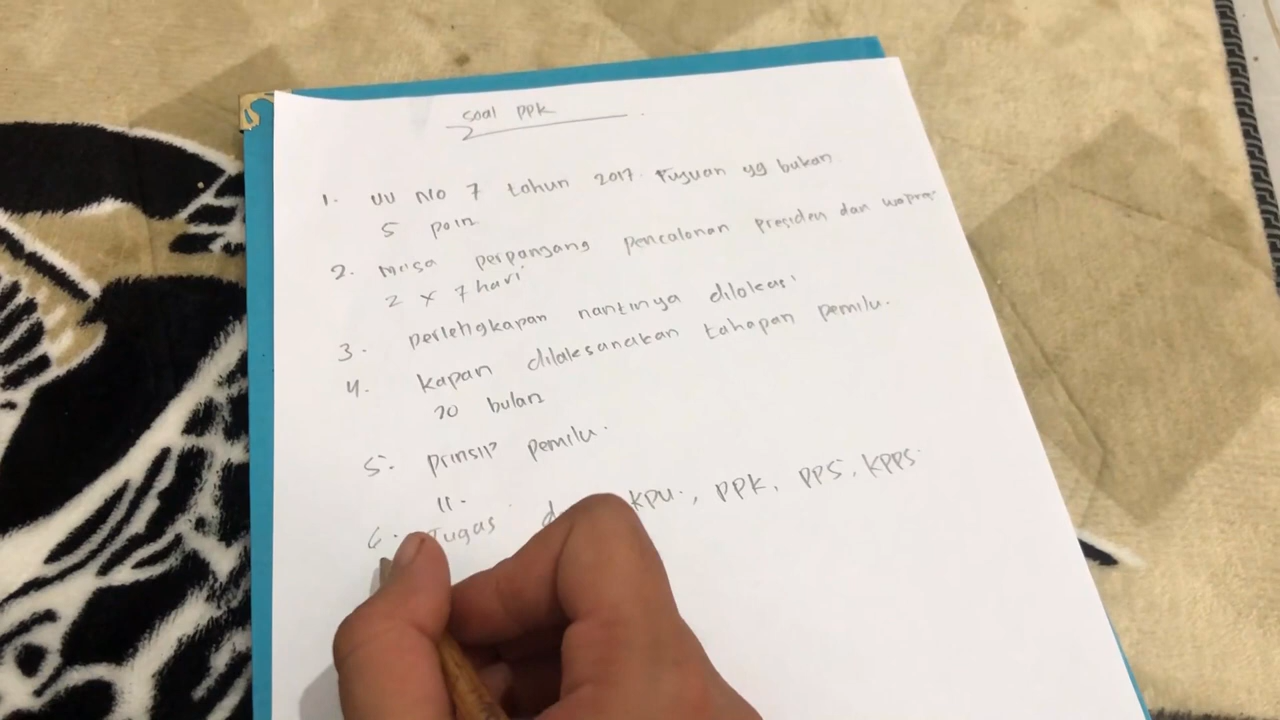 Soal PPK
1. UU NO 7 tahun 2017. Tujuan yg bukan
5 poin
2. Masa perpanjang pencalonan Presiden dan wapres
2 x 7 hari
3. perlengkapan nantinya dilokasi
4. kapan dilaksanakan tahapan pemilu.
20 bulan
5. prinsip pemilu.
11.
6. Tugas KPU., PPK, PPS, KPPS.